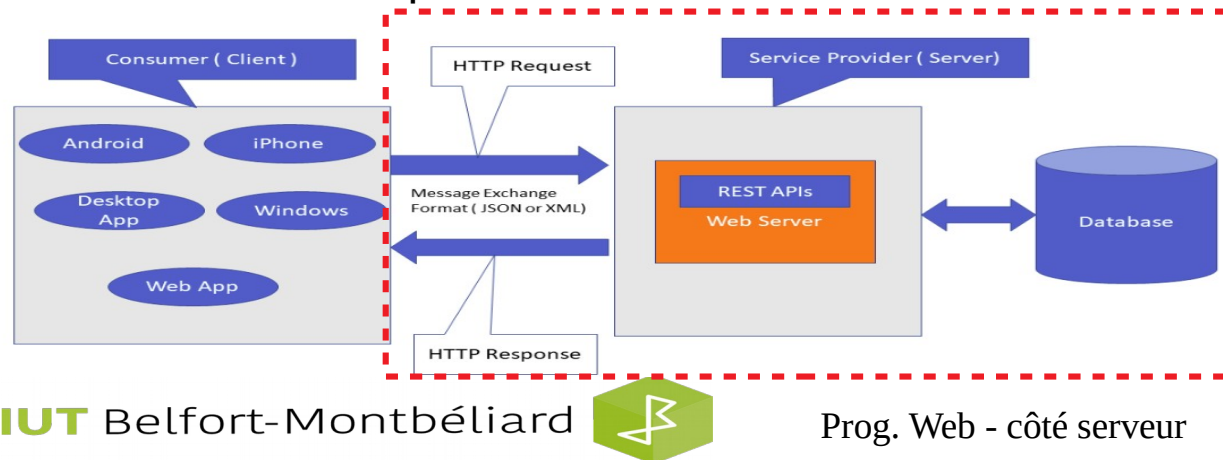 Consumer ( Client )
HTTP Request
Service Provider ( Server)
Android
iPhone
Desktop
App
Windows
Web App
Message Exchange
Format ( JSON or XML)
REST APIs
Web Server
Database
HTTP Response
IUT Belfort-Montbéliard
Prog. Web - côté serveur